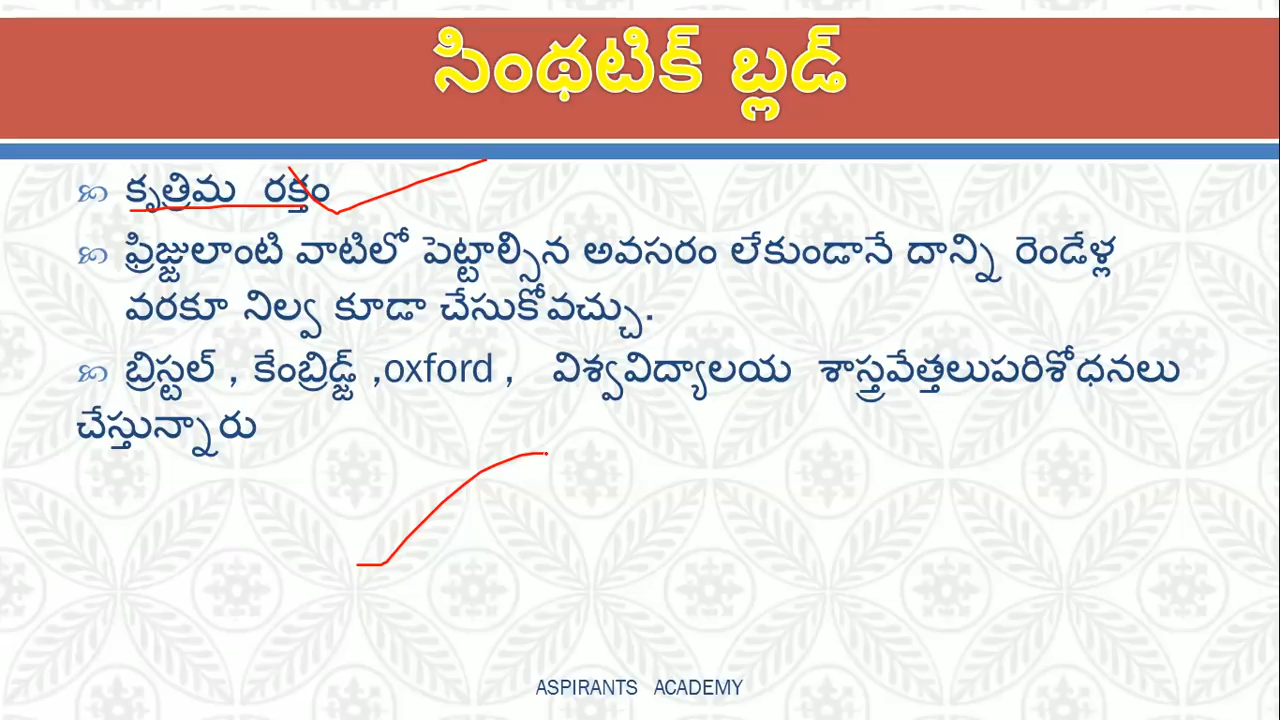 సింథటిక్ బ్లడ్
కృత్రిమ రక్తం
ఫ్రిజ్జులాంటి వాటిలో పెట్టాల్సిన అవసరం లేకుండానే దాన్ని రెండేళ్ల
వరకూ నిల్వ కూడా చేసుకోవచ్చు.
బ్రిస్టల్ , కేంబ్రిడ్జ్ ,oxford , విశ్వవిద్యాలయ శాస్త్రవేత్తలుపరిశోధనలు
చేస్తున్నారు
ASPIRANTS ACADEMY